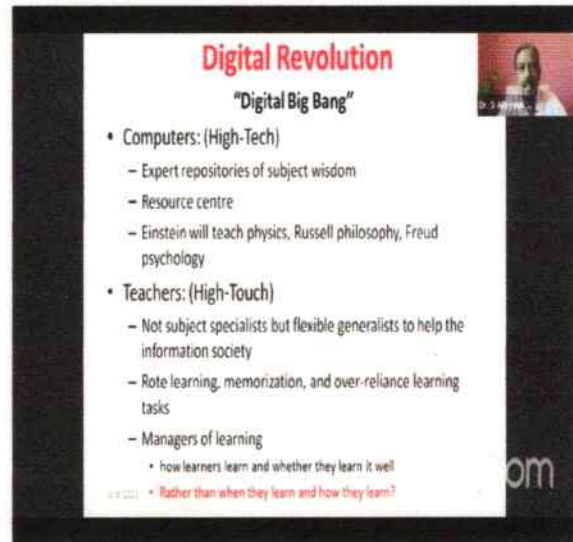 Digital Revolution
"Digital Big Bang"
• Computers: (High-Tech)
– Expert repositories of subject wisdom
– Resource centre
– Einstein will teach physics, Russell philosophy, Freud
psychology
• Teachers: (High-Touch)
– Not subject specialists but flexible generalists to help the
information society
– Rote learning, memorization, and over-reliance learning
tasks
– Managers of learning
• how learners learn and whether they learn it well
• Rather than when they learn and how they learn?
Dr. S
om